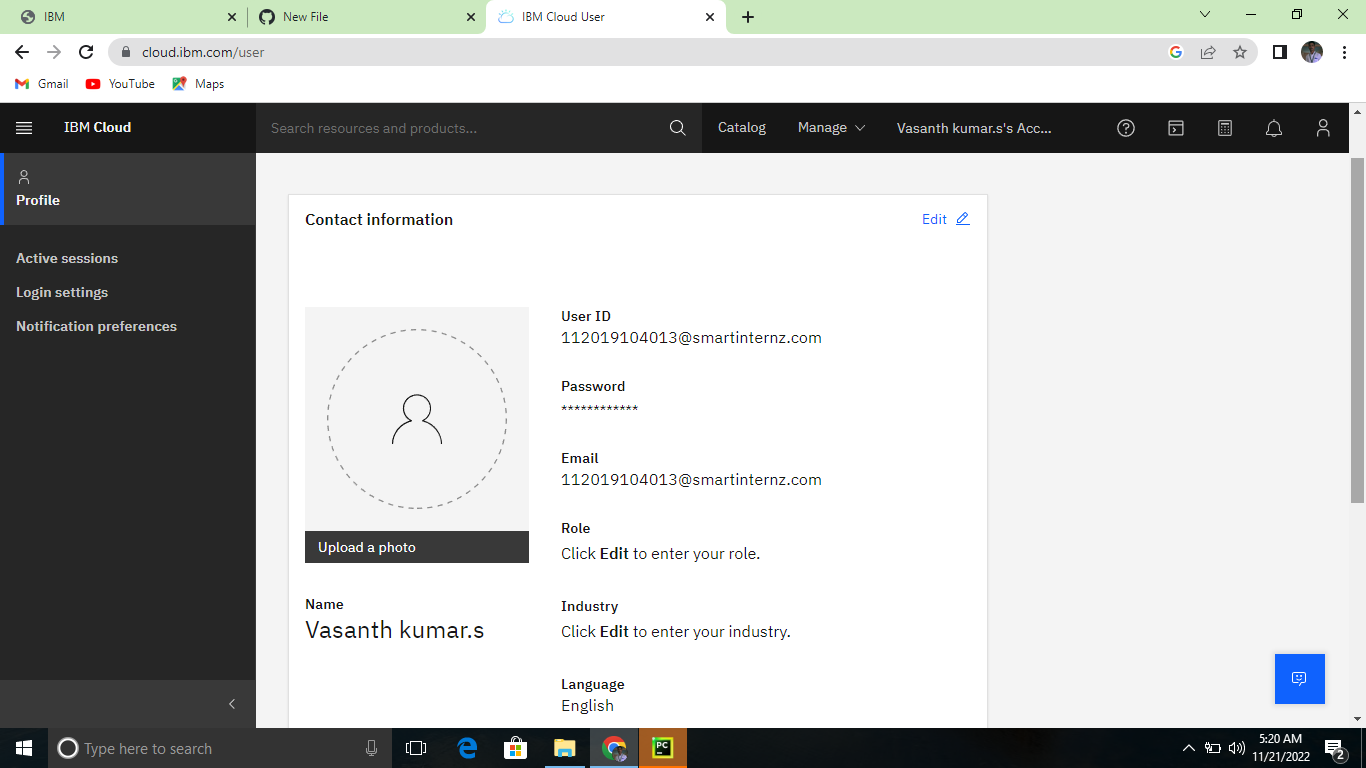 IBM
New File
IBM Cloud User
cloud.ibm.com/user
Gmail
YouTube
Maps
IBM Cloud
Search resources and products...
Catalog
Manage
Vasanth kumar.s's Acc...
Profile
Active sessions
Login settings
Notification preferences
Contact information
Edit
Upload a photo
Name
Vasanth kumar.s
User ID
112019104013@smartinternz.com
Password
************
Email
112019104013@smartinternz.com
Role
Click Edit to enter your role.
Industry
Click Edit to enter your industry.
Language
English
Type here to search
PC
5:20 AM
11/21/2022
2